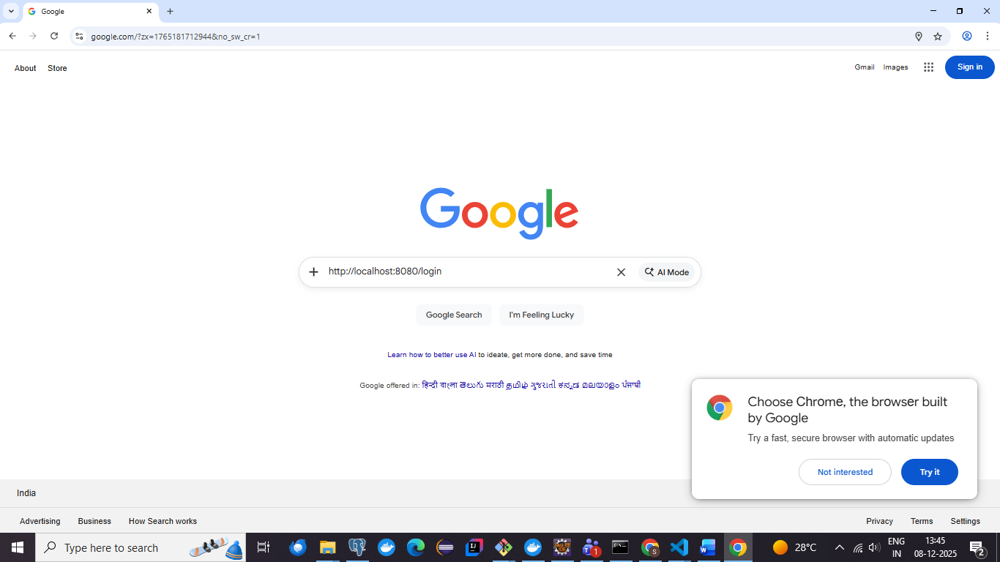 Google
google.com/?zx=1765181712944&no_sw_cr=1
About Store
Gmail Images Sign in
Google
http://localhost:8080/login AI Mode
Google Search I'm Feeling Lucky
Learn how to better use AI to ideate, get more done, and save time
Google offered in: हिन्दी বাংলা తెలుగు मराठी தமிழ் ગુજરાતી ಕನ್ನಡ മലയാളം ਪੰਜਾਬੀ
Choose Chrome, the browser built
by Google
Try a fast, secure browser with automatic updates
Not interested Try it
India
Advertising Business How Search works
Privacy Terms Settings
Type here to search
1
S
28°C
ENG
IN
13:45
08-12-2025
2